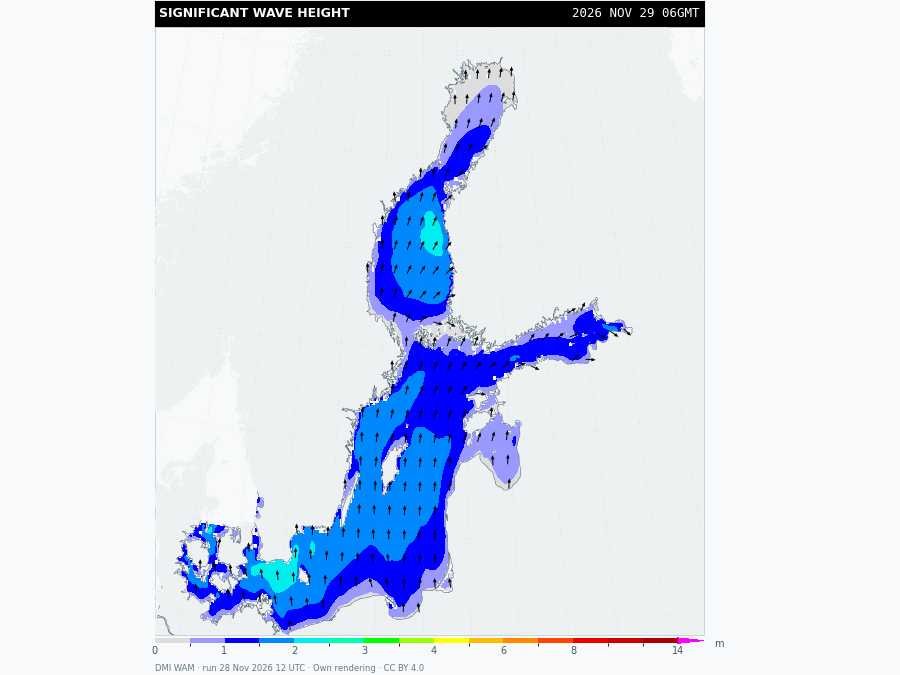 SIGNIFICANT WAVE HEIGHT 2026 NOV 29 06GMT
0 1 2 3 4 6 8 14 m
DMI WAM · run 28 Nov 2026 12 UTC · Own rendering · CC BY 4.0